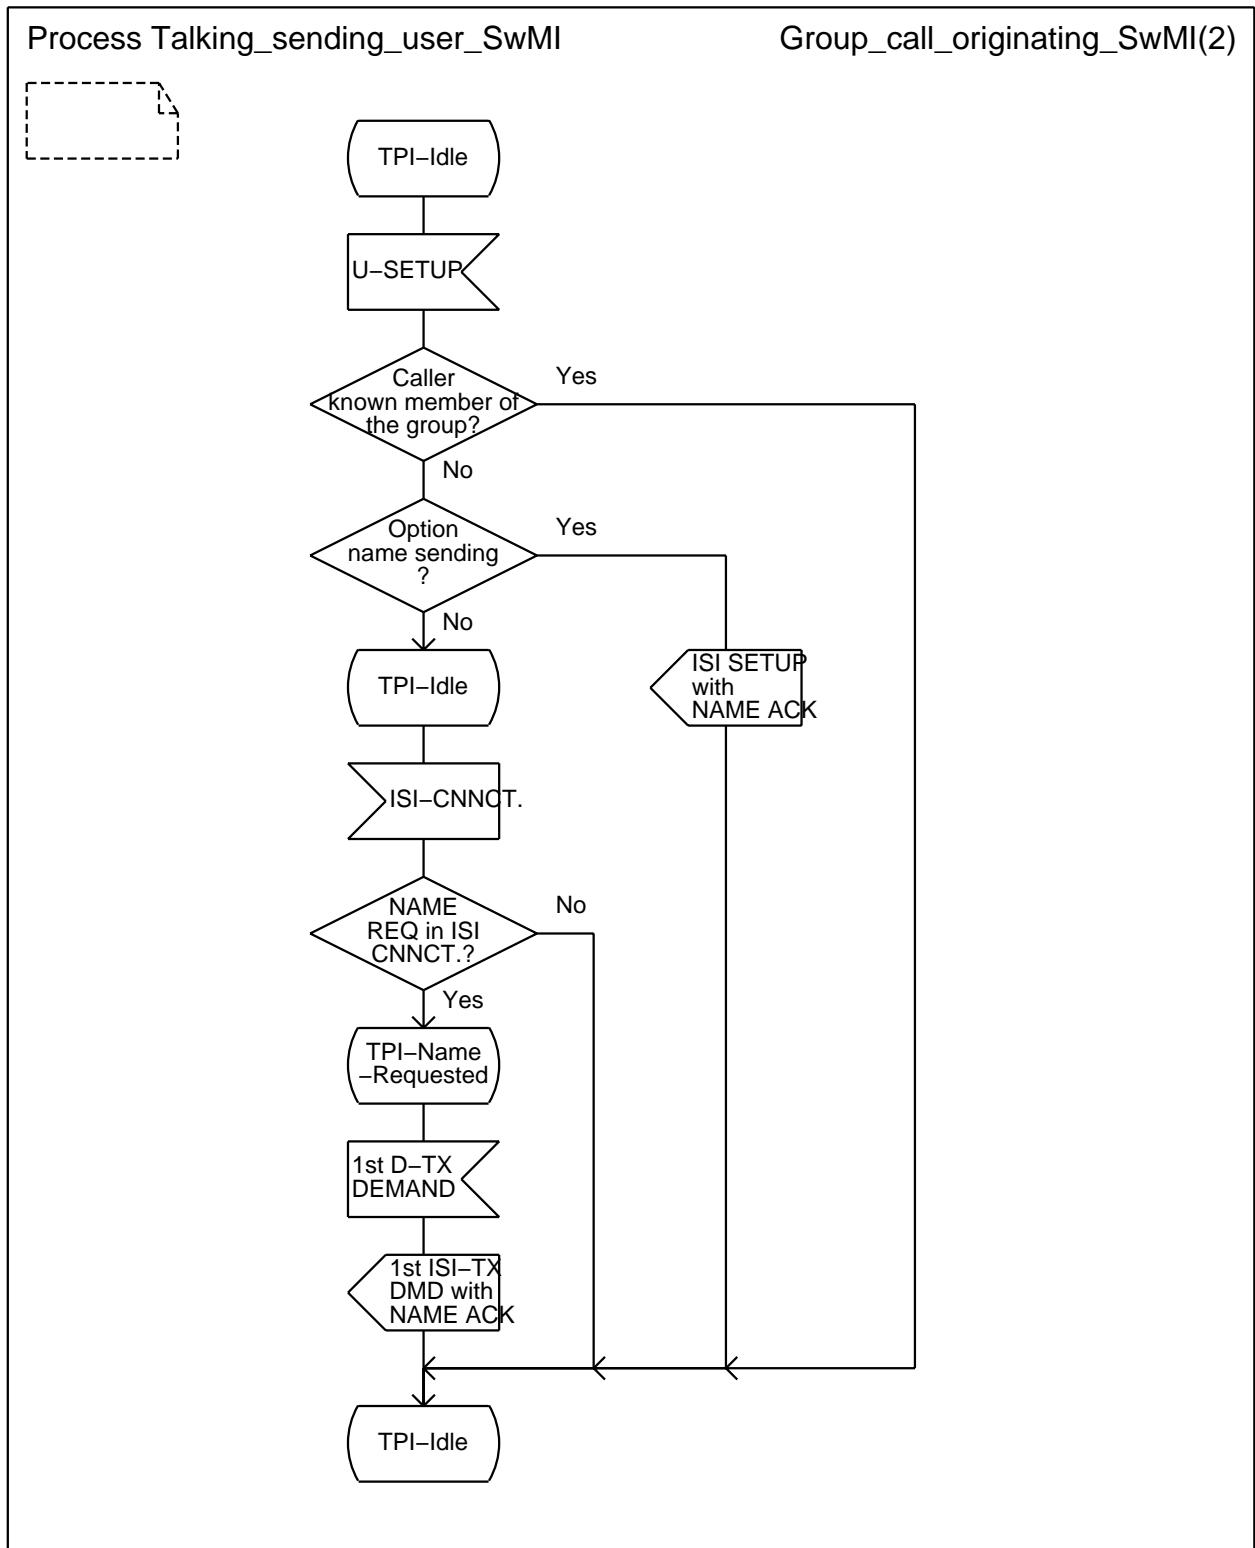 Process Talking_sending_user_SwMI
Group_call_originating_SwMI(2)
TPI–Idle
U–SETUP
Caller
known member of
the group?
Yes
No
Option
name sending
?
Yes
No
TPI–Idle
ISI SETUP
with
NAME ACK
ISI–CNNCT.
NAME
REQ in ISI
CNNCT.?
No
Yes
TPI–Name
–Requested
1st D–TX
DEMAND
1st ISI–TX
DMD with
NAME ACK
TPI–Idle